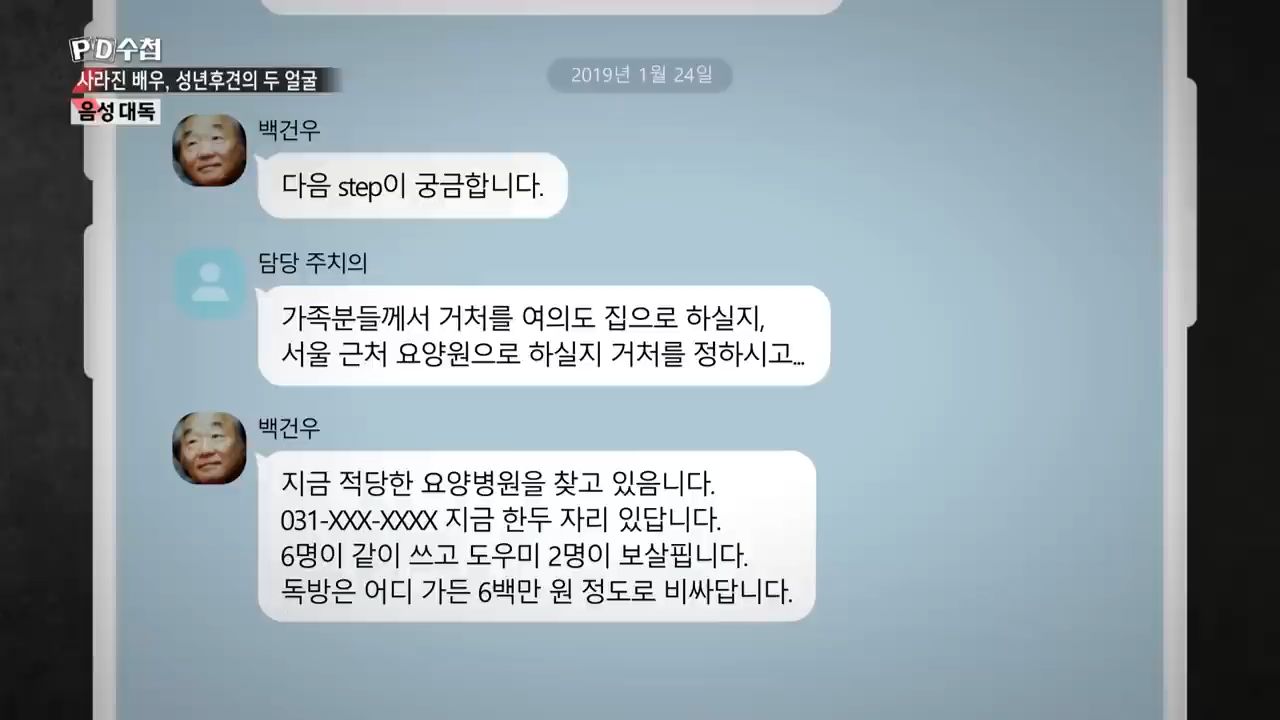 PD수첩
사라진 배우, 성년후견의 두 얼굴
음성 대독
2019년 1월 24일
백건우
다음 step이 궁금합니다.
담당 주치의
가족분들께서 거처를 여의도 집으로 하실지,
서울 근처 요양원으로 하실지 거처를 정하시고...
백건우
지금 적당한 요양병원을 찾고 있음니다.
031-XXX-XXXX 지금 한두 자리 있답니다.
6명이 같이 쓰고 도우미 2명이 보살핍니다.
독방은 어디 가든 6백만 원 정도로 비싸답니다.